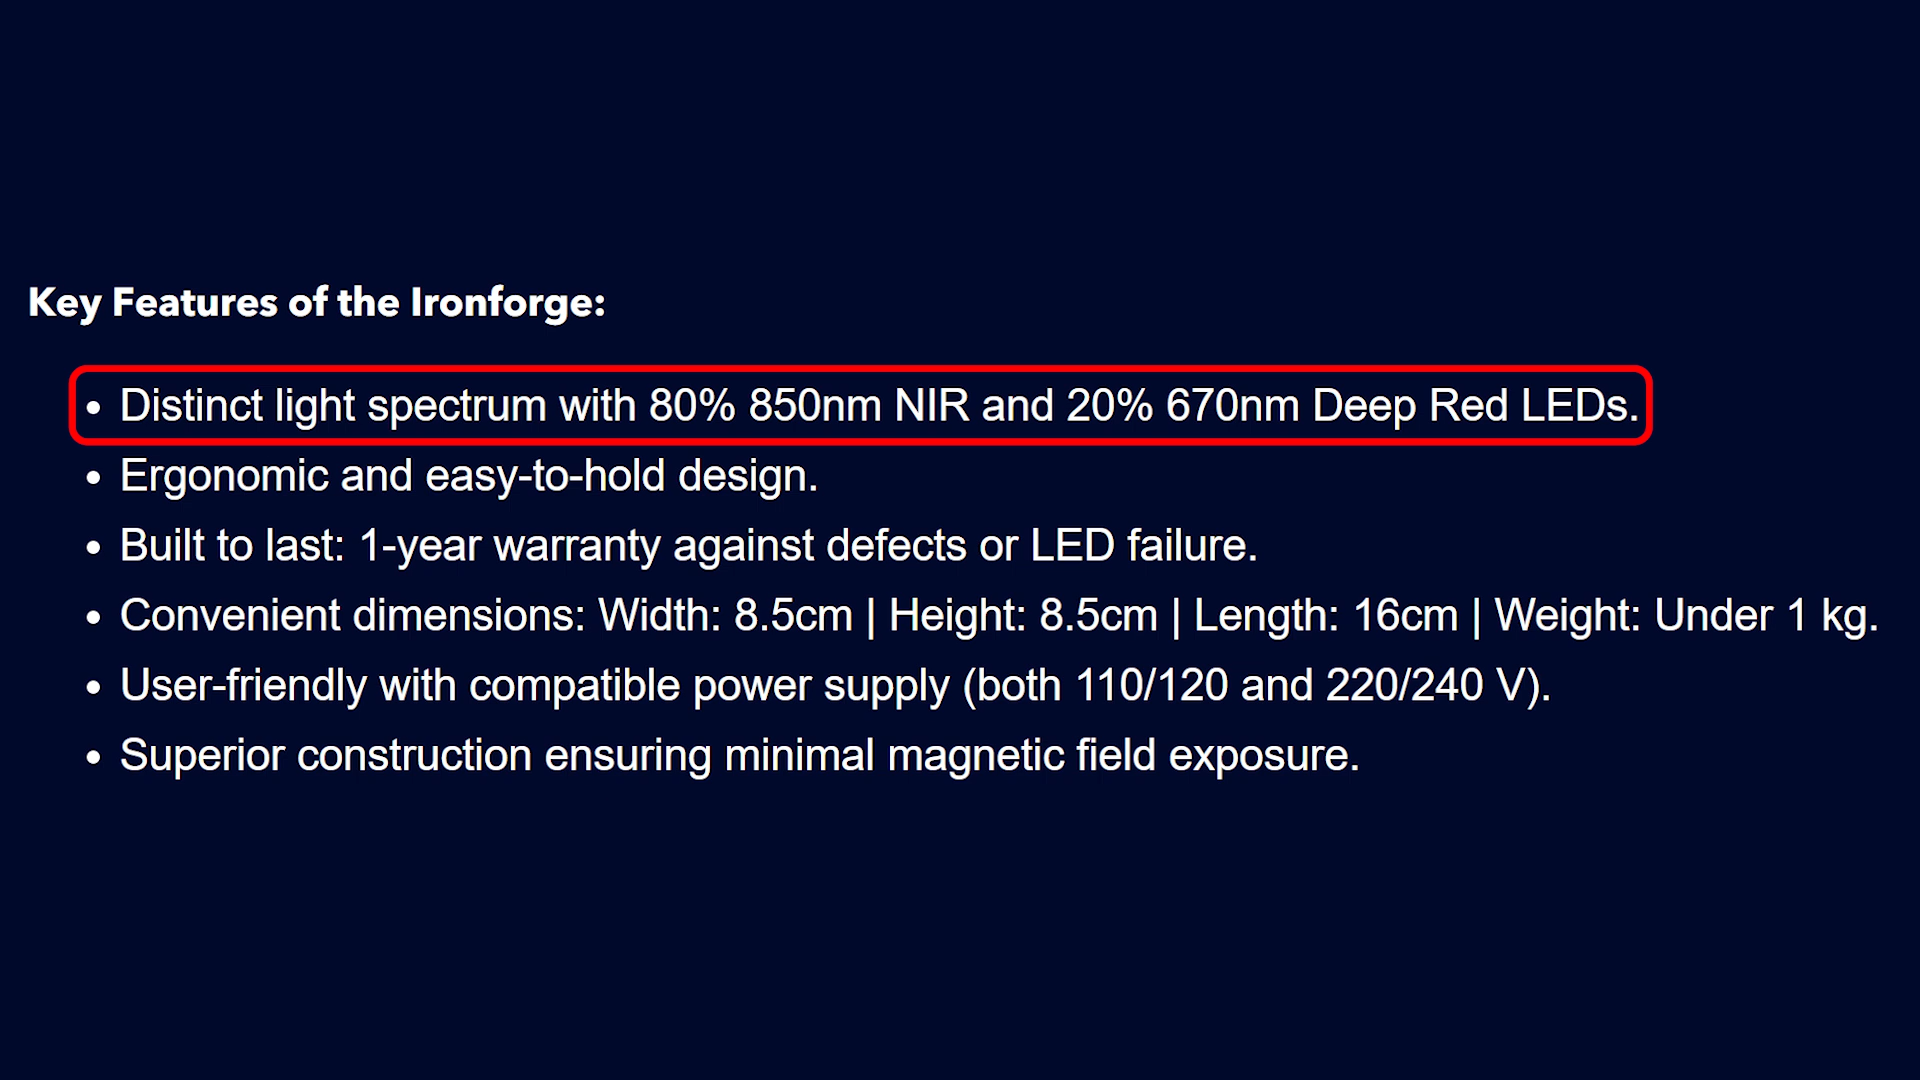 Key Features of the Ironforge:
• Distinct light spectrum with 80% 850nm NIR and 20% 670nm Deep Red LEDs.
• Ergonomic and easy-to-hold design.
• Built to last: 1-year warranty against defects or LED failure.
• Convenient dimensions: Width: 8.5cm | Height: 8.5cm | Length: 16cm | Weight: Under 1 kg.
• User-friendly with compatible power supply (both 110/120 and 220/240 V).
• Superior construction ensuring minimal magnetic field exposure.